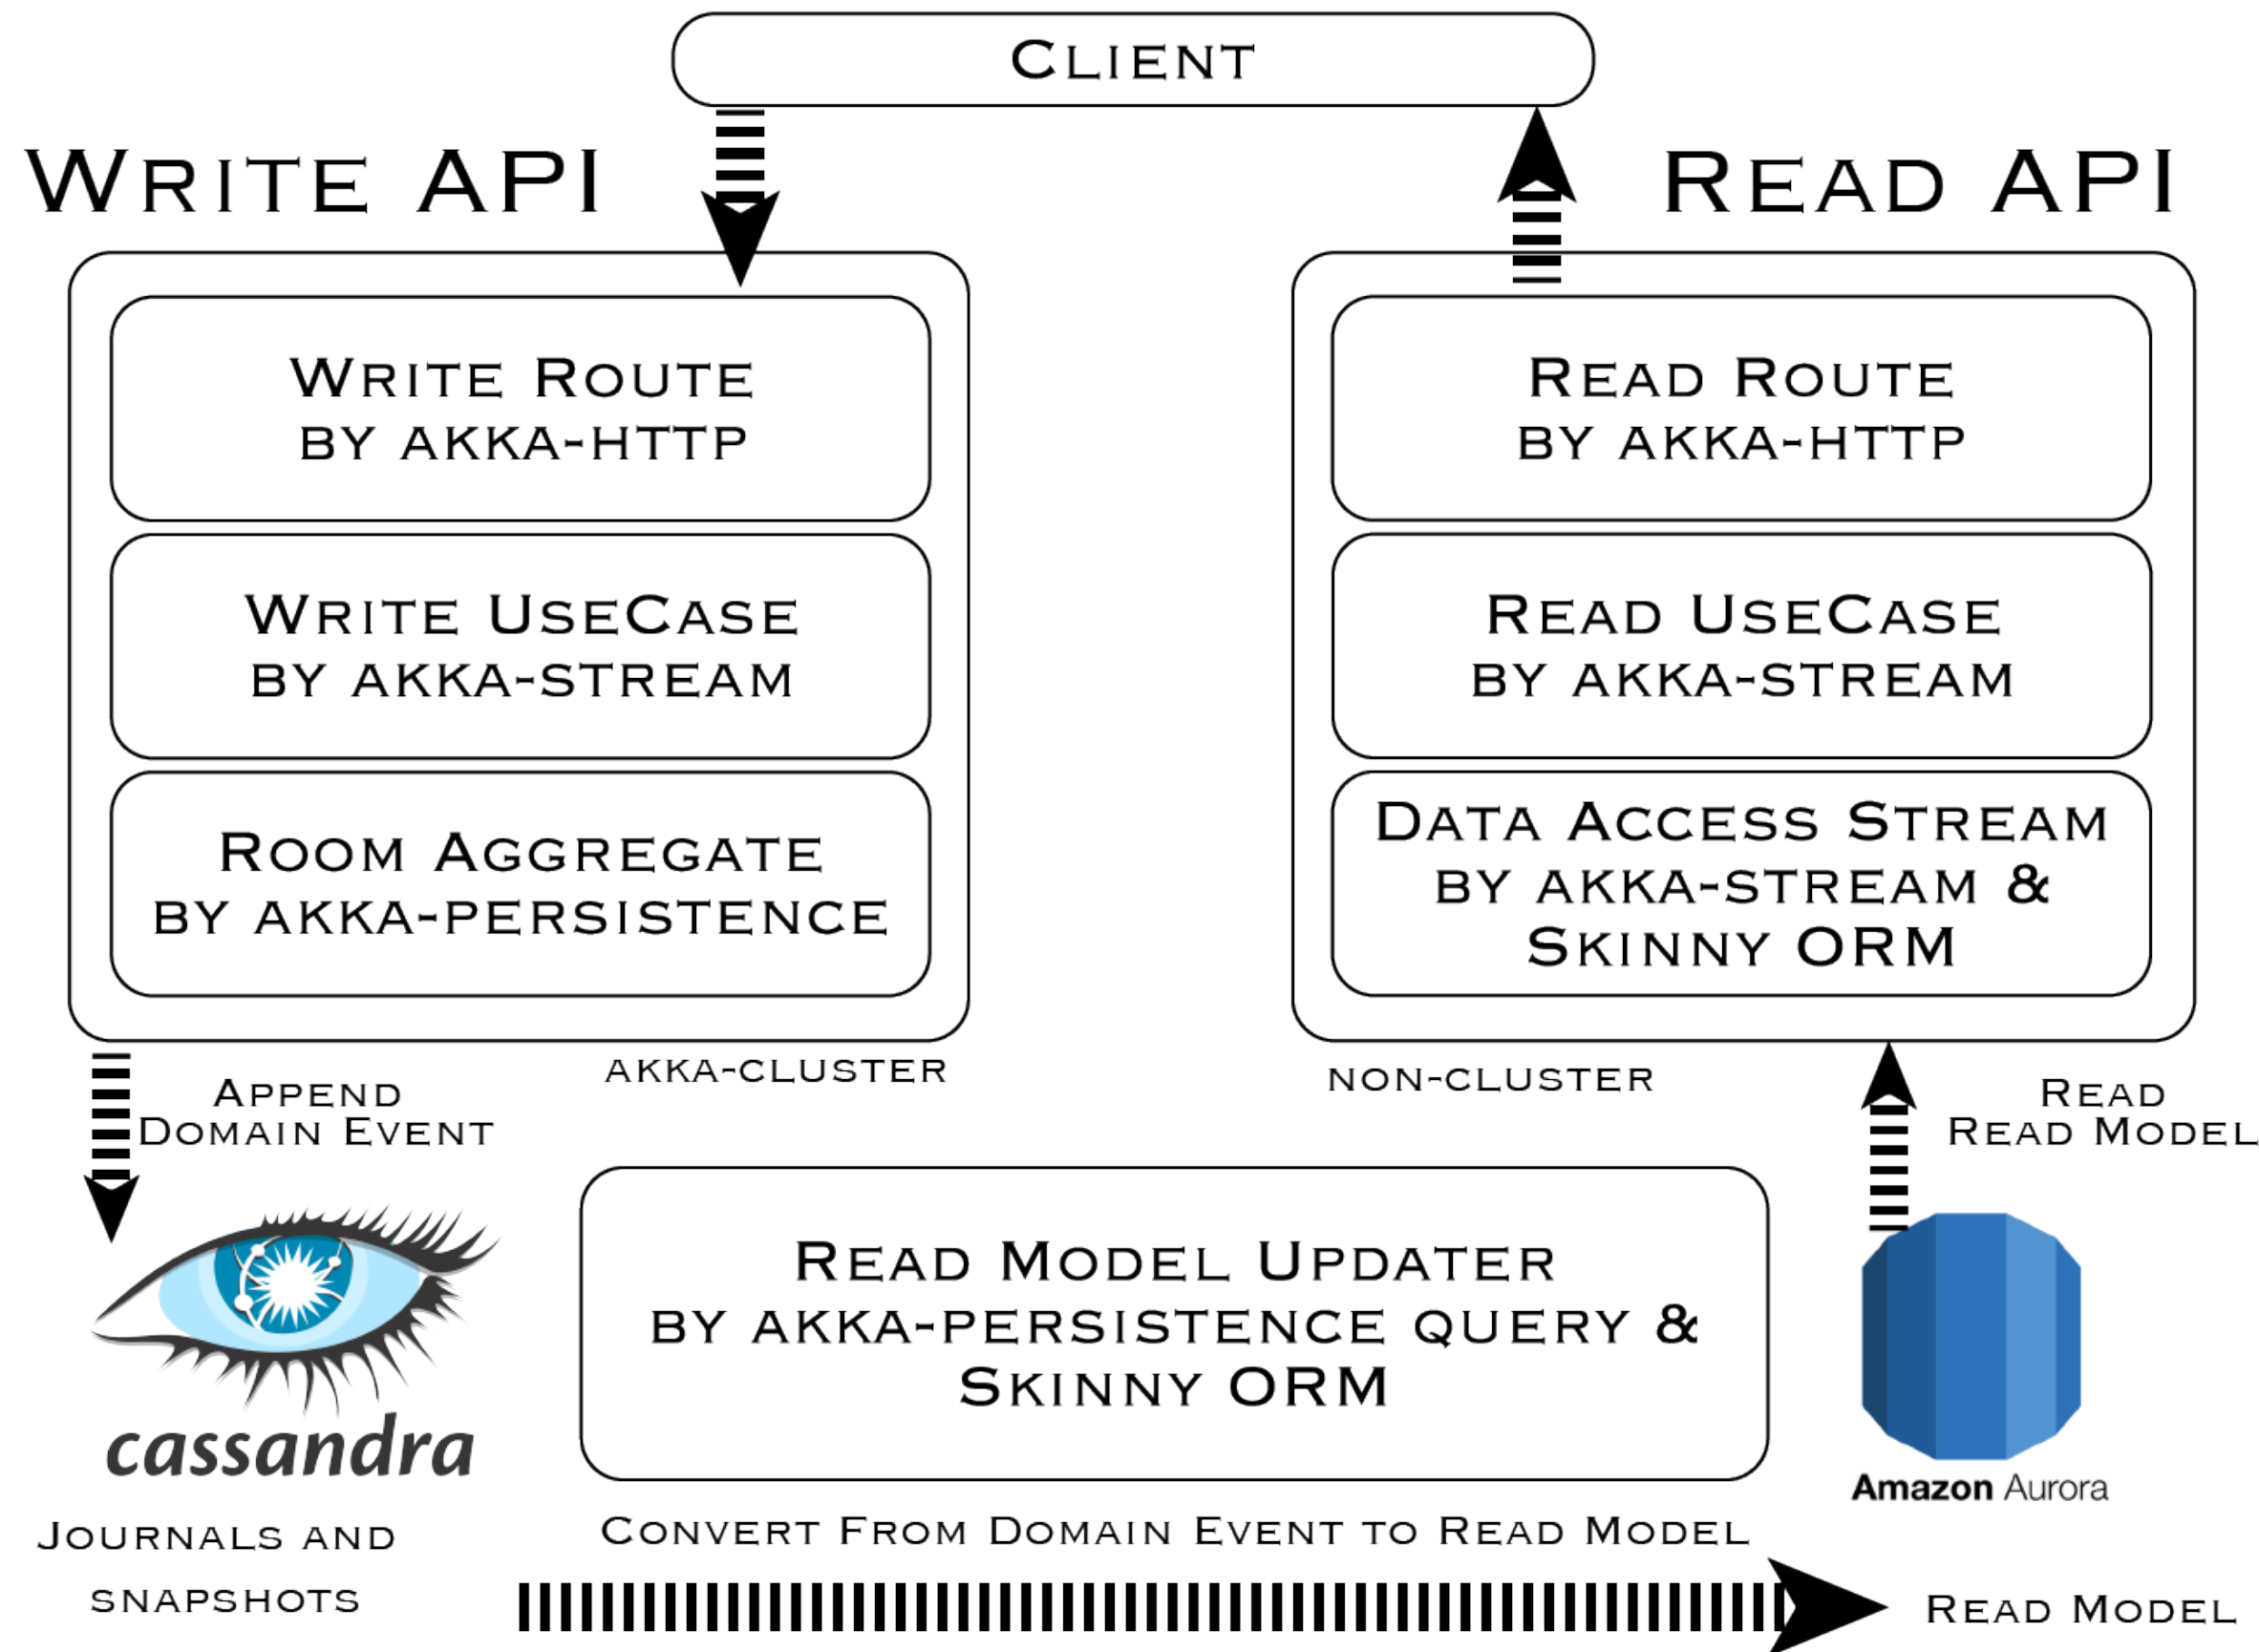 Client
Write API
Read API
Write Route
by akka-http
Write UseCase
by akka-stream
Room Aggregate
by akka-persistence
Read Route
by akka-http
Read UseCase
by akka-stream
Data Access Stream
by akka-stream &
Skinny ORM
akka-cluster
non-cluster
Append
Domain Event
Read
Read Model
Read Model Updater
by akka-persistence query &
Skinny ORM
cassandra
Amazon Aurora
Journals and
snapshots
Convert From Domain Event to Read Model
Read Model